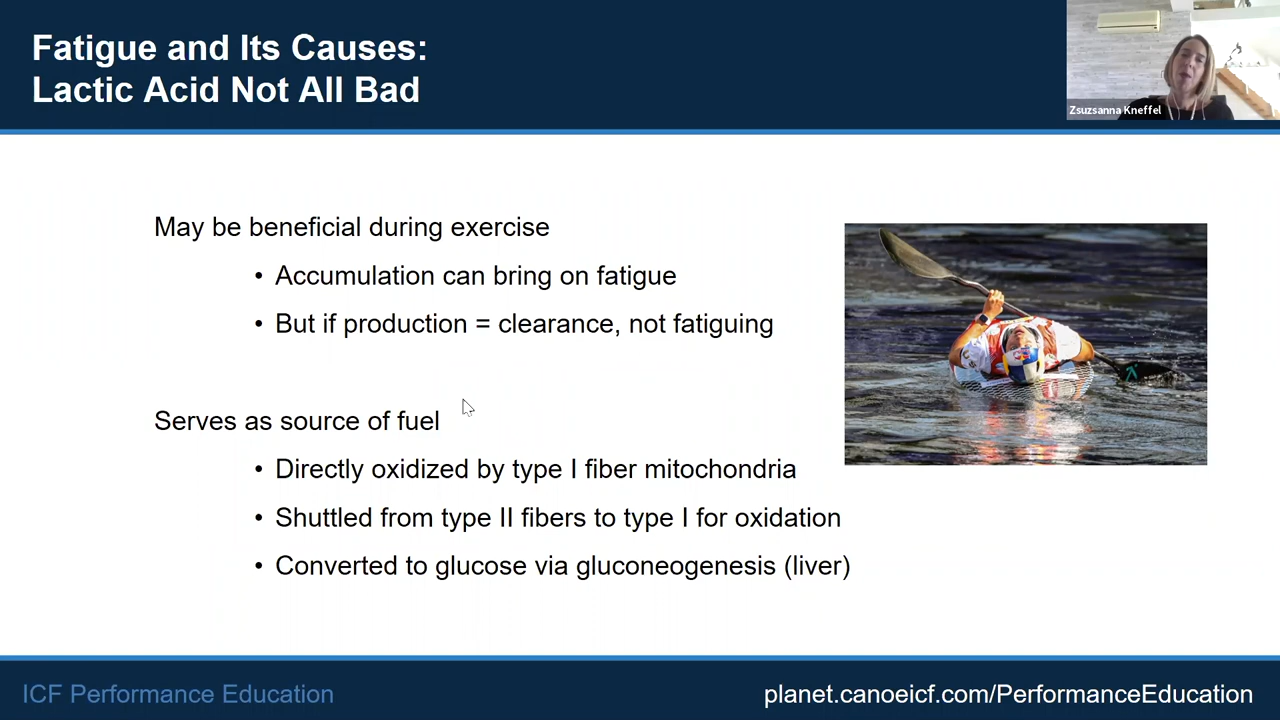 Fatigue and Its Causes:
Lactic Acid Not All Bad
Zsuzsanna Kneffel
May be beneficial during exercise
• Accumulation can bring on fatigue
• But if production = clearance, not fatiguing
Serves as source of fuel
• Directly oxidized by type I fiber mitochondria
• Shuttled from type II fibers to type I for oxidation
• Converted to glucose via gluconeogenesis (liver)
ICF Performance Education
planet.canoeicf.com/PerformanceEducation